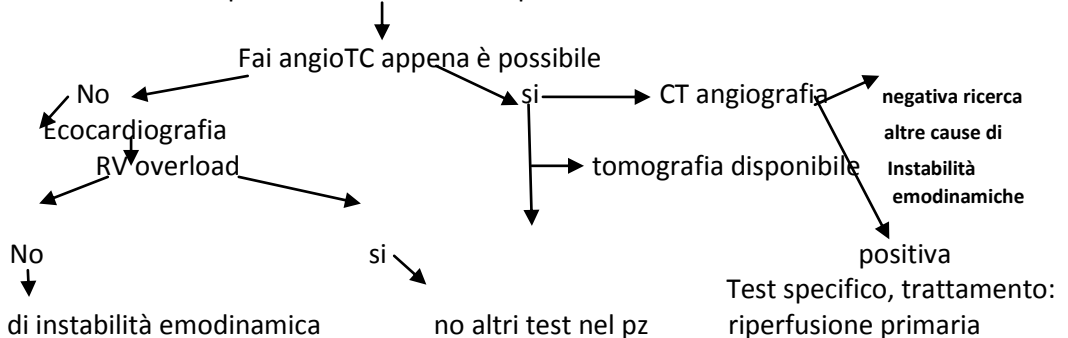 Fai angioTC appena è possibile
No si CT angiografia negativa ricerca
Ecocardiografia altre cause di
RV overload tomografia disponibile Instabilità
emodinamiche
No si positiva
Test specifico, trattamento:
di instabilità emodinamica no altri test nel pz riperfusione primaria